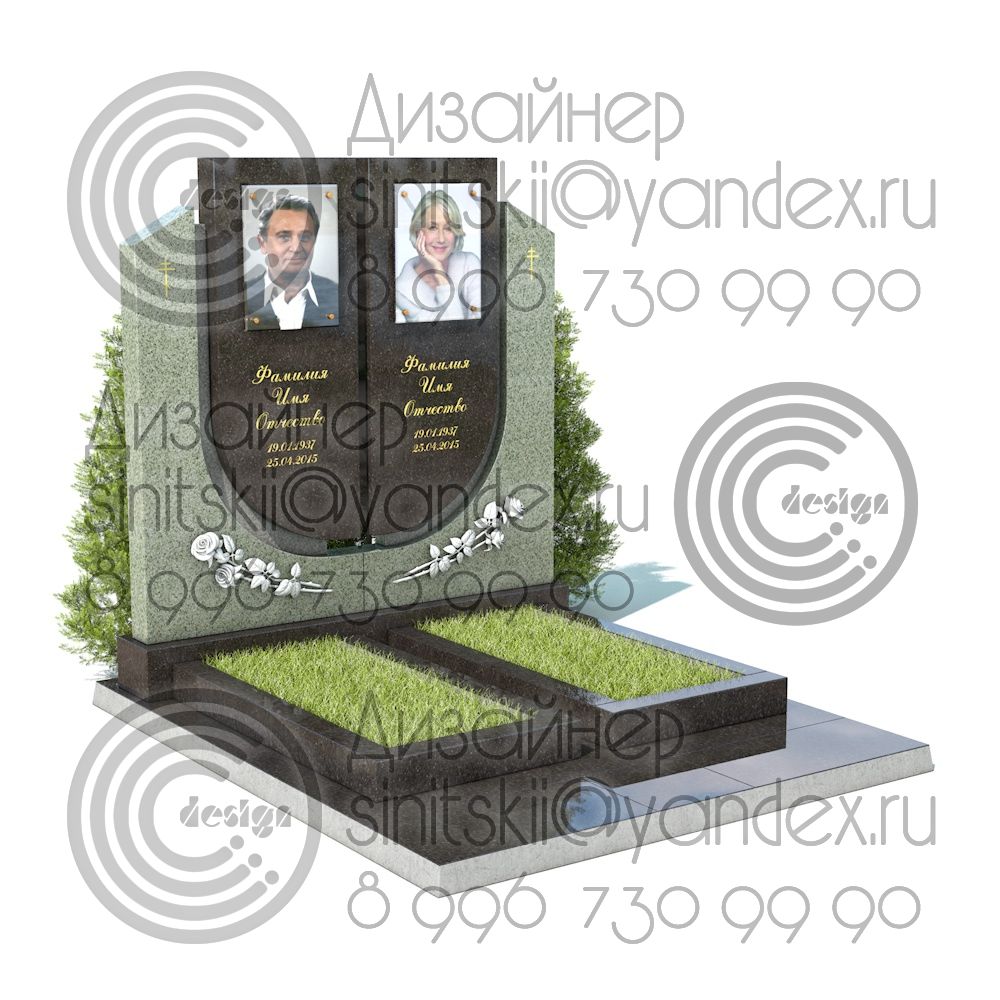 Дизайнер
sinitskii@yandex.ru
8 996 730 99 90
design
Фамилия
Имя
Отчество
19.01.1937
25.04.2015
Фамилия
Имя
Отчество
19.01.1937
25.04.2015
Дизайнер
sinitskii@yandex.ru
8 996 730 99 90
design
Дизайнер
sinitskii@yandex.ru
8 996 730 99 90
design